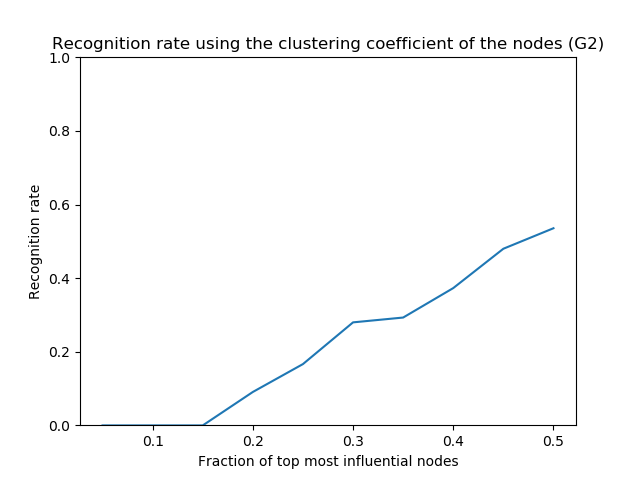 Recognition rate using the clustering coefficient of the nodes (G2)
1.0
0.8
0.6
0.4
0.2
0.0
Recognition rate
0.1 0.2 0.3 0.4 0.5
Fraction of top most influential nodes